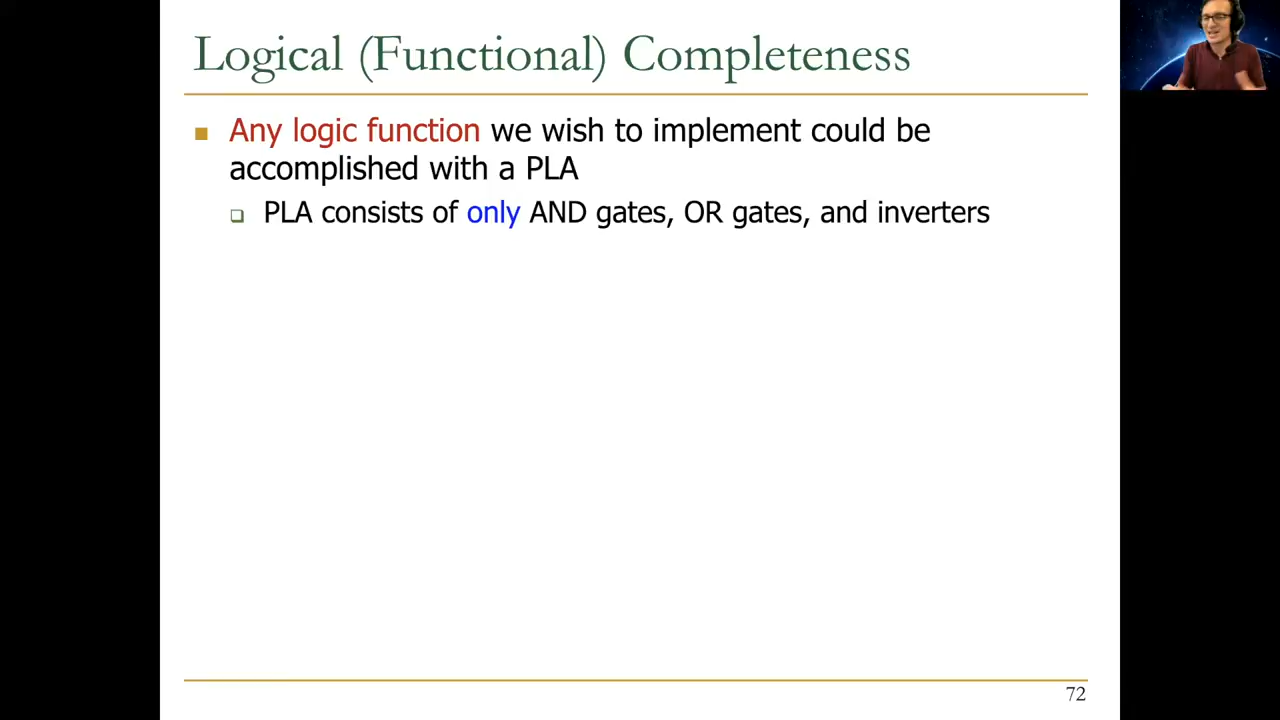 Logical (Functional) Completeness
Any logic function we wish to implement could be
accomplished with a PLA
PLA consists of only AND gates, OR gates, and inverters
72